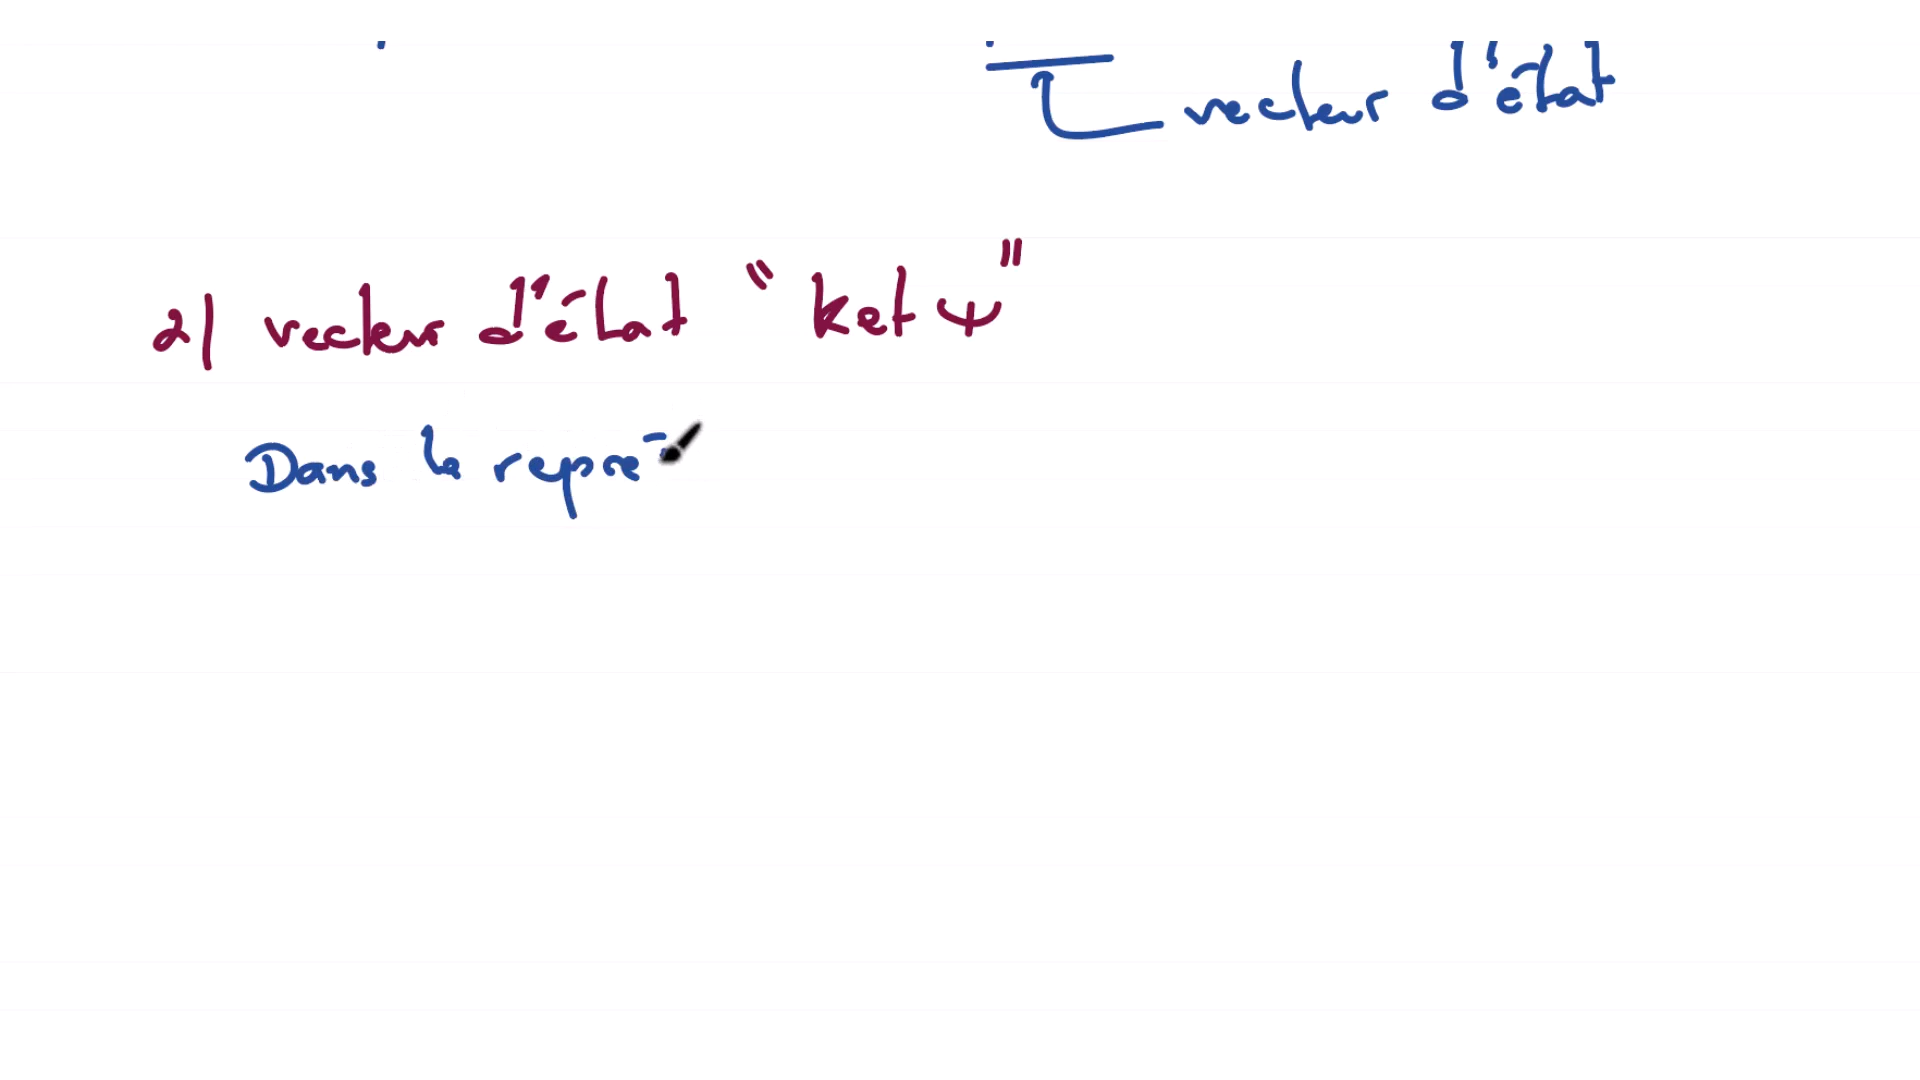 vecteur d'état
2) vecteur d'état "ket ψ"
Dans la repré